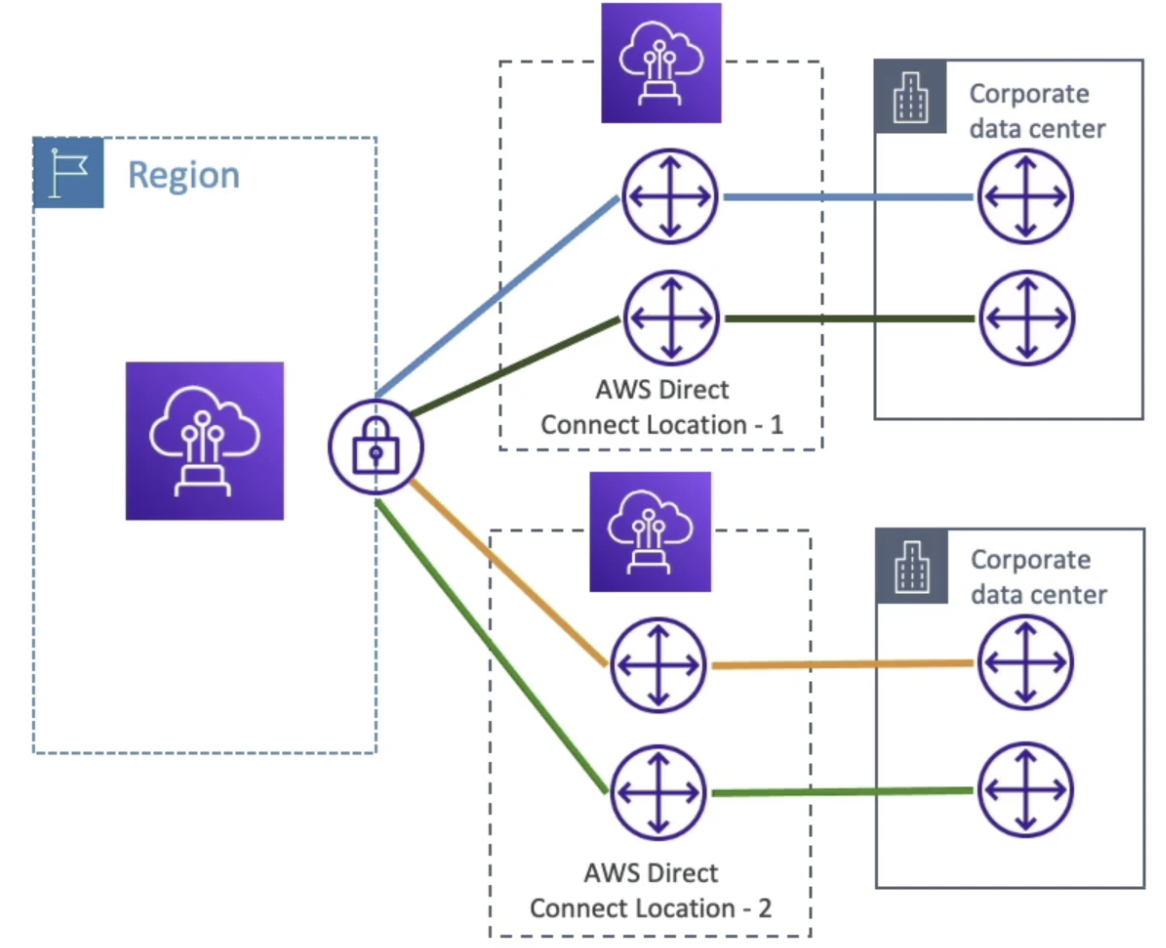 Region
Corporate
data center
AWS Direct
Connect Location - 1
Corporate
data center
AWS Direct
Connect Location - 2